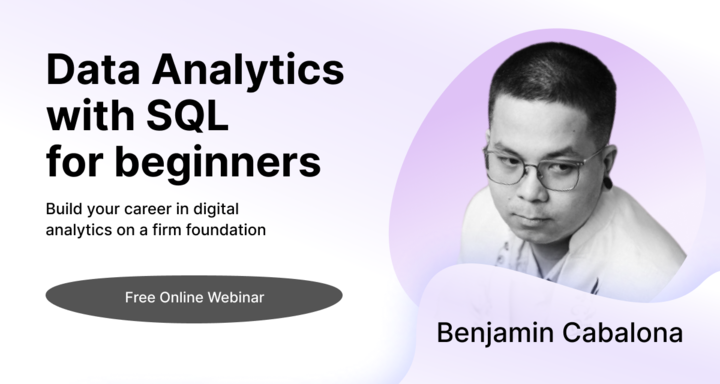 Data Analytics
with SQL
for beginners
Build your career in digital
analytics on a firm foundation
Free Online Webinar
Benjamin Cabalona